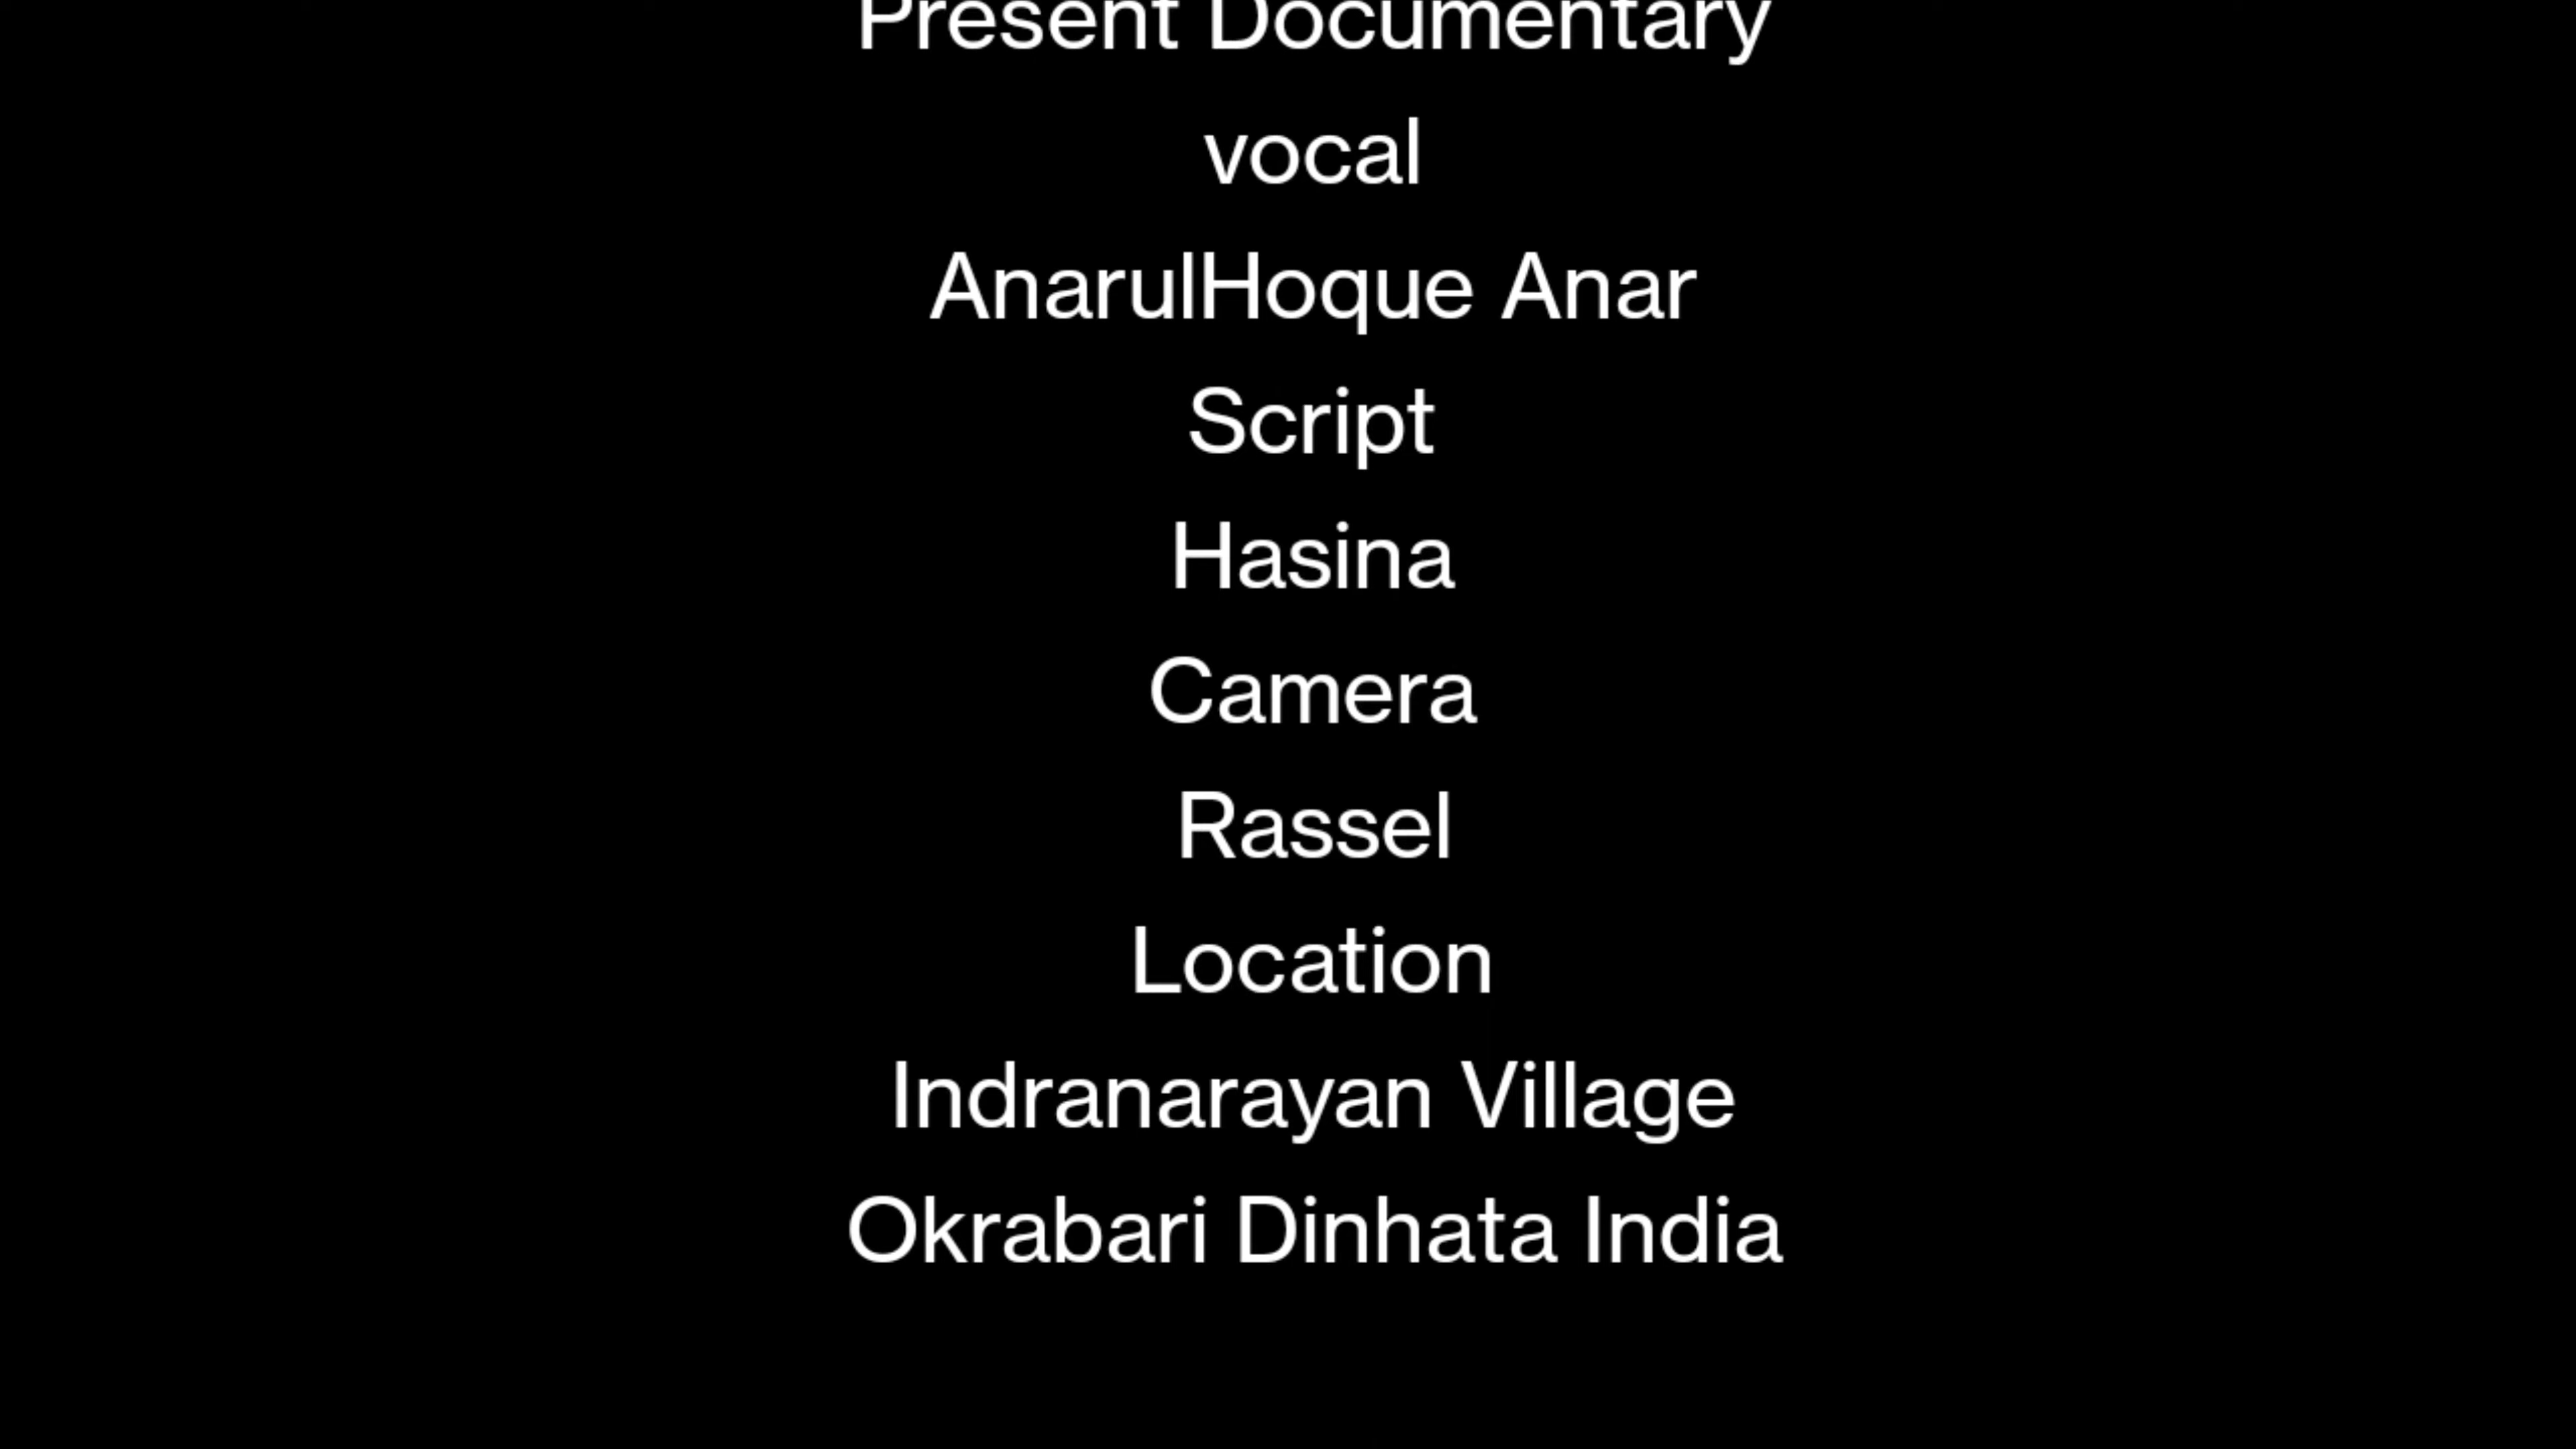 Present Documentary
vocal
AnarulHoque Anar
Script
Hasina
Camera
Rassel
Location
Indranarayan Village
Okrabari Dinhata India